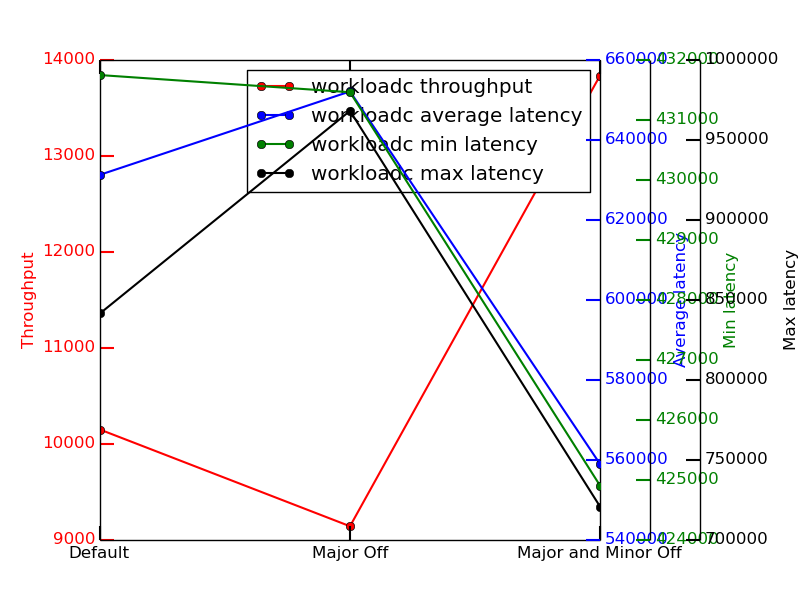 14000
13000
12000
11000
10000
9000
Throughput
workloadc throughput
workloadc average latency
workloadc min latency
workloadc max latency
Default
Major Off
Major and Minor Off
660000
640000
620000
600000
580000
560000
540000
Average latency
432000
431000
430000
429000
428000
427000
426000
425000
424000
Min latency
1000000
950000
900000
850000
800000
750000
700000
Max latency